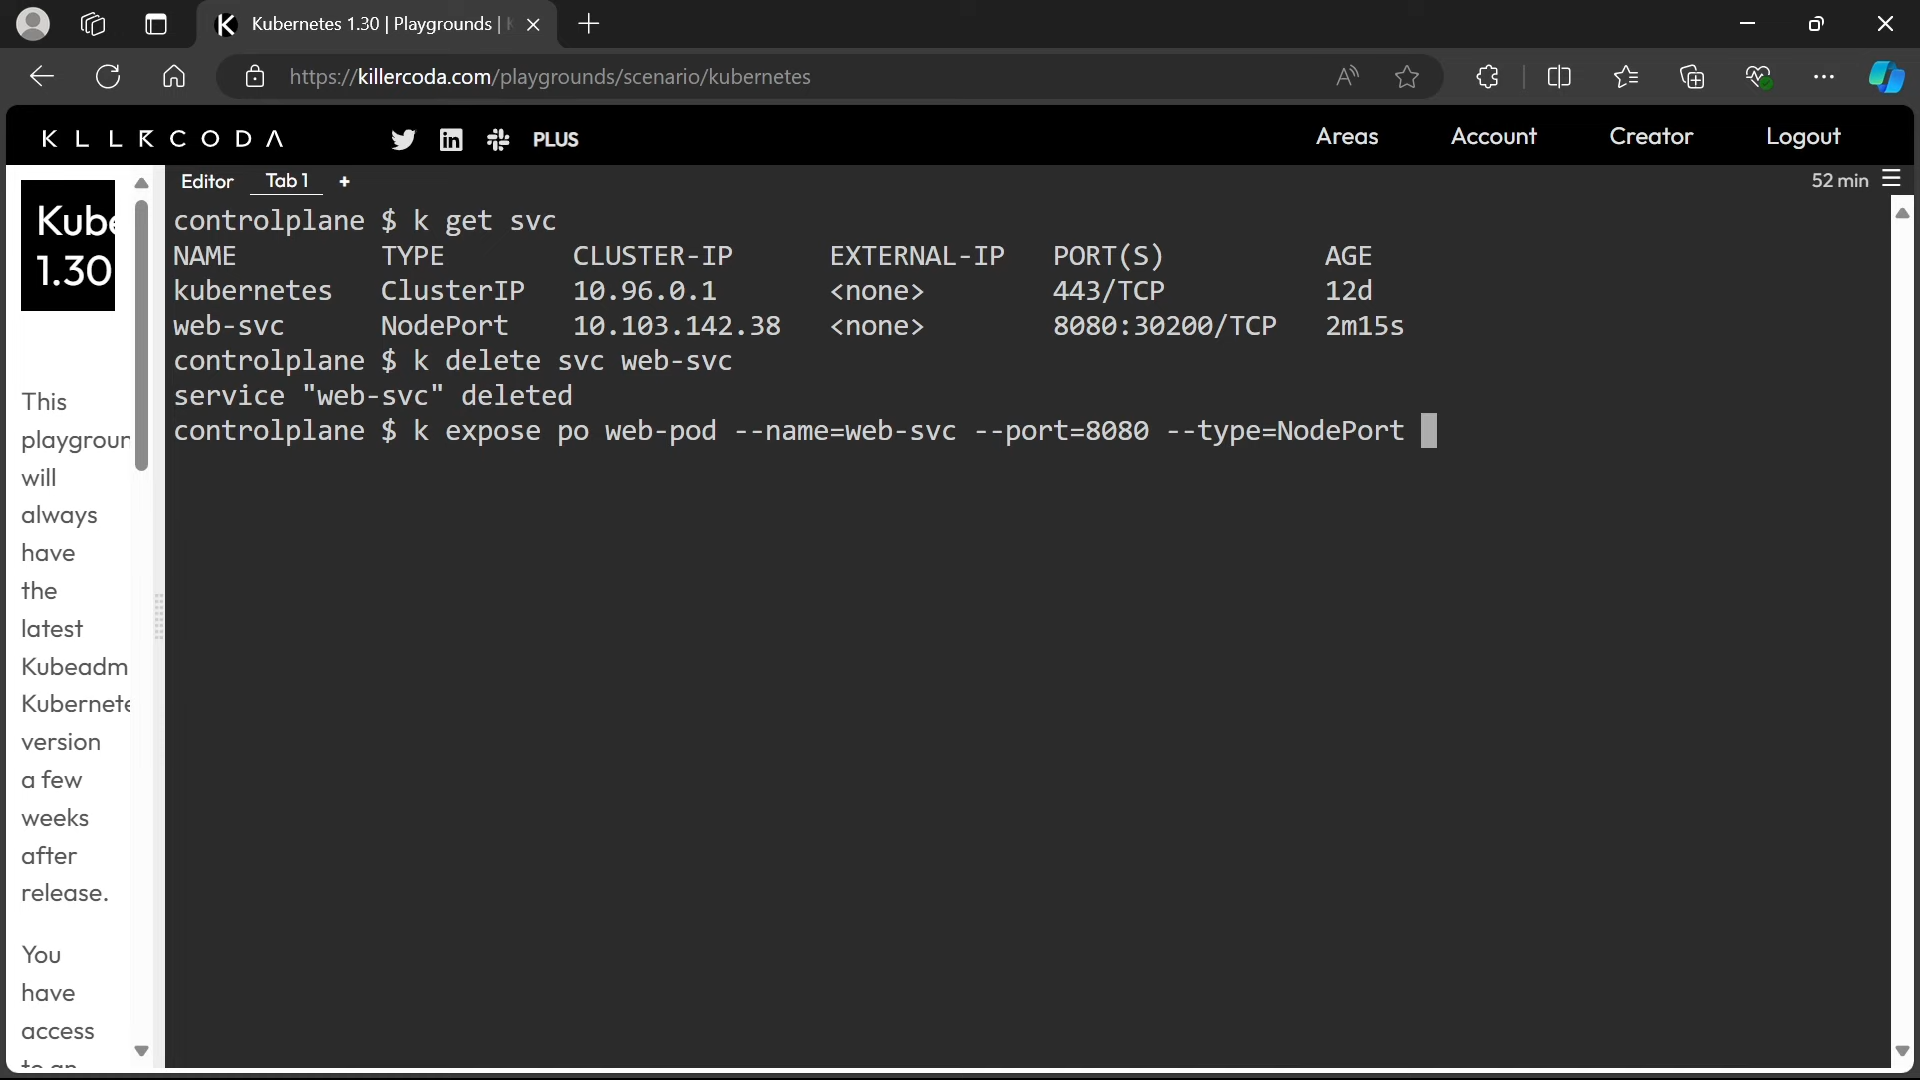 Kubernetes 1.30 | Playgrounds |
https://killercoda.com/playgrounds/scenario/kubernetes
KLLRCODA PLUS Areas Account Creator Logout
Editor Tab 1 + 52 min
1.30
This
will
always
have
the
latest
Kubeadm
version
a few
weeks
after
release.
You
have
access
controlplane $ k get svc
NAME TYPE CLUSTER-IP EXTERNAL-IP PORT(S) AGE
kubernetes ClusterIP 10.96.0.1 <none> 443/TCP 12d
web-svc NodePort 10.103.142.38 <none> 8080:30200/TCP 2m15s
controlplane $ k delete svc web-svc
service "web-svc" deleted
controlplane $ k expose po web-pod --name=web-svc --port=8080 --type=NodePort